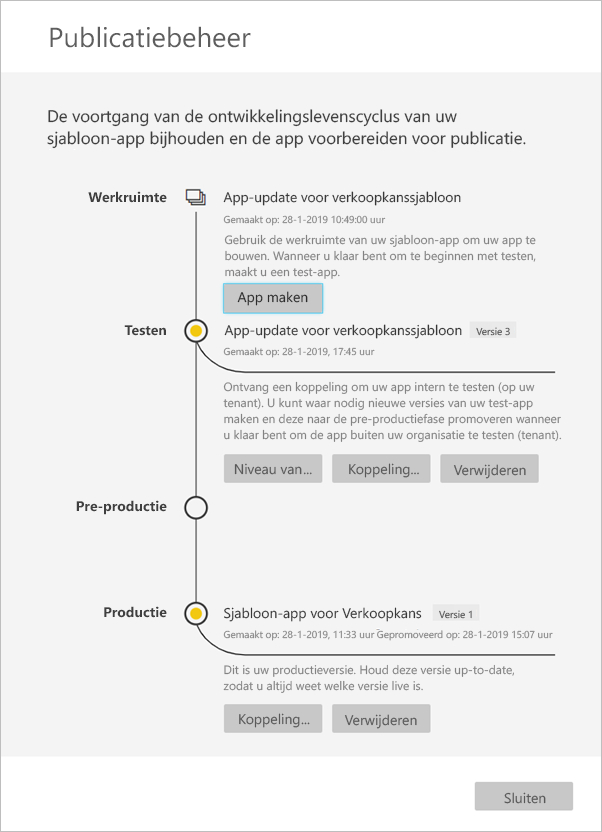 Publicatiebeheer
De voortgang van de ontwikkelingslevenscyclus van uw
sjabloon-app bijhouden en de app voorbereiden voor publicatie.
Werkruimte
App-update voor verkoopkanssjabloon
Gemaakt op: 28-1-2019 10:49:00 uur
Gebruik de werkruimte van uw sjabloon-app om uw app te
bouwen. Wanneer u klaar bent om te beginnen met testen,
maakt u een test-app.
App maken
Testen
App-update voor verkoopkanssjabloon Versie 3
Gemaakt op: 28-1-2019, 17:45 uur
Ontvang een koppeling om uw app intern te testen (op uw
tenant). U kunt waar nodig nieuwe versies van uw test-app
maken en deze naar de pre-productiefase promoveren wanneer
u klaar bent om de app buiten uw organisatie te testen (tenant).
Niveau van... Koppeling... Verwijderen
Pre-productie
Productie
Sjabloon-app voor Verkoopkans Versie 1
Gemaakt op: 28-1-2019, 11:33 uur Gepromoveerd op: 28-1-2019 15:07 uur
Dit is uw productieversie. Houd deze versie up-to-date,
zodat u altijd weet welke versie live is.
Koppeling... Verwijderen
Sluiten